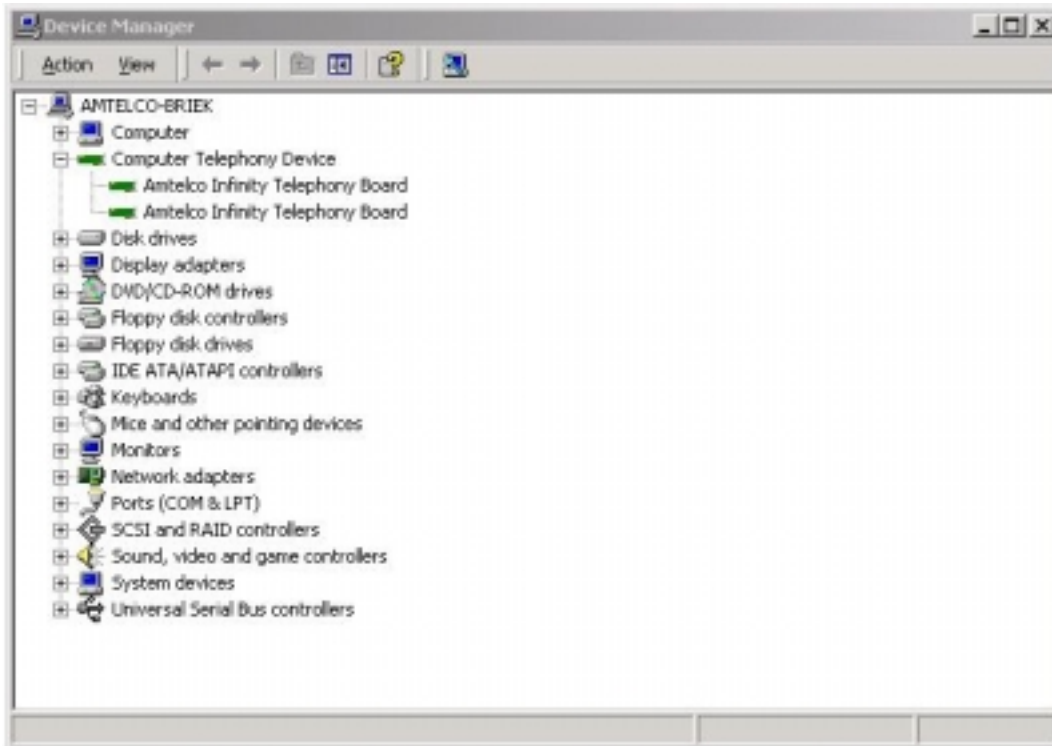 Device Manager
Action View
AMTELCO-BRIEK
Computer
Computer Telephony Device
Amtelco Infinity Telephony Board
Amtelco Infinity Telephony Board
Disk drives
Display adapters
DVD/CD-ROM drives
Floppy disk controllers
Floppy disk drives
IDE ATA/ATAPI controllers
Keyboards
Mice and other pointing devices
Monitors
Network adapters
Ports (COM & LPT)
SCSI and RAID controllers
Sound, video and game controllers
System devices
Universal Serial Bus controllers